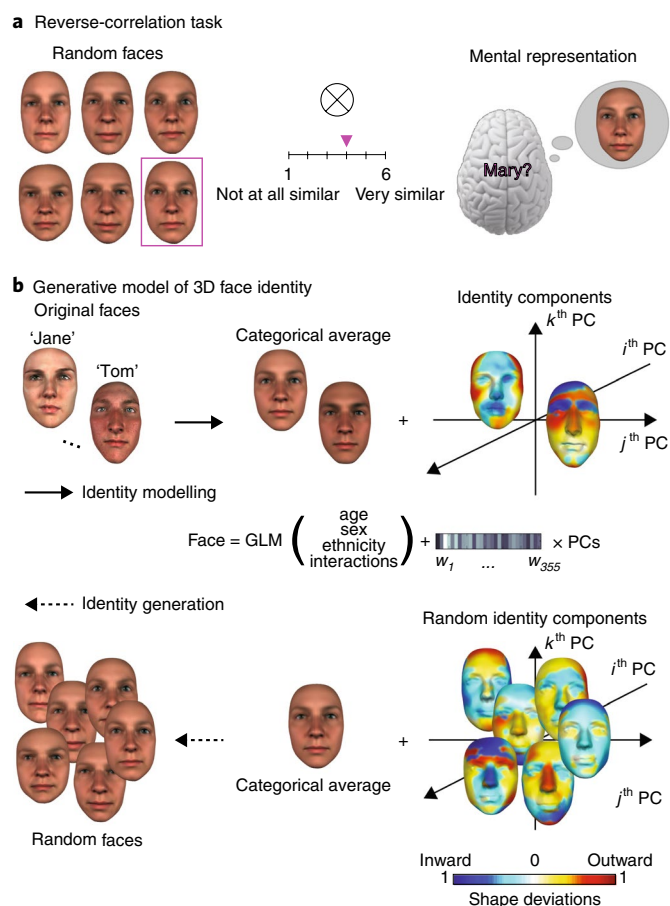 a Reverse-correlation task
Random faces
Mental representation
Mary?
1 6
Not at all similar Very similar
b Generative model of 3D face identity
Original faces
'Jane'
'Tom'
Categorical average
+
Identity components
kth PC
ith PC
jth PC
Identity modelling
Face = GLM ( age sex ethnicity interactions ) + × PCs
w1 ... w355
Identity generation
Random identity components
kth PC
ith PC
jth PC
+
Categorical average
Random faces
Inward 0 Outward
1 1
Shape deviations